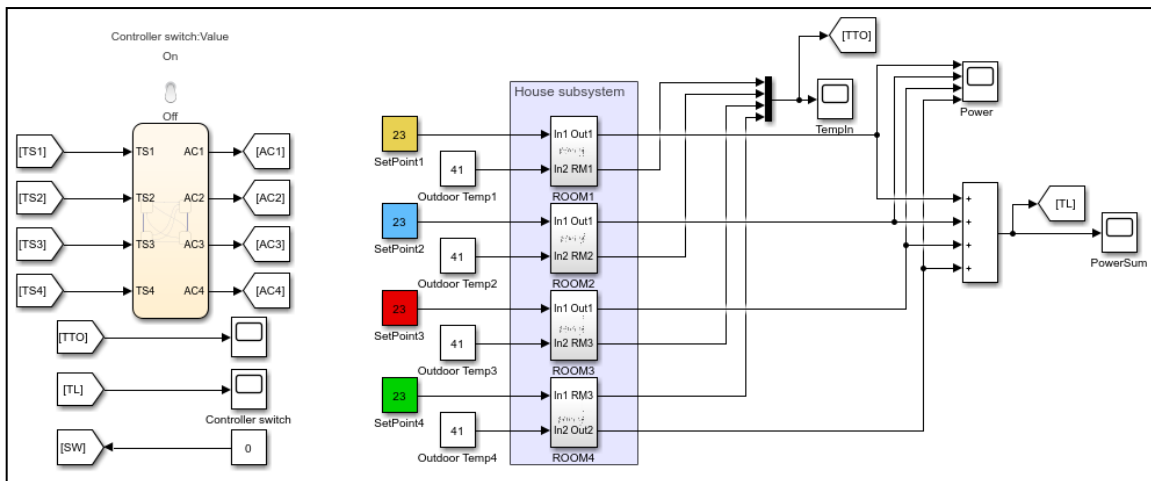 Controller switch:Value
On
Off
[TS1]
[TS2]
[TS3]
[TS4]
TS1
TS2
TS3
TS4
AC1
AC2
AC3
AC4
[AC1]
[AC2]
[AC3]
[AC4]
[TTO]
[TL]
Controller switch
[SW]
0
House subsystem
23
SetPoint1
41
Outdoor Temp1
In1 Out1
In2 RM1
ROOM1
23
SetPoint2
41
Outdoor Temp2
In1 Out1
In2 RM2
ROOM2
23
SetPoint3
41
Outdoor Temp3
In1 Out1
In2 RM3
ROOM3
23
SetPoint4
41
Outdoor Temp4
In1 RM3
In2 Out2
ROOM4
[TTO]
TempIn
Power
+
+
+
+
[TL]
PowerSum